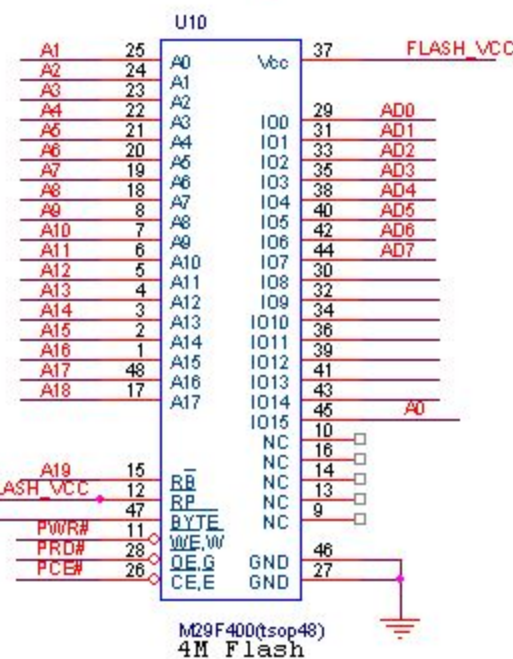 U10
A1 25 A0 Vcc 37 FLASH_VCC
A2 24 A1
A3 23 A2
A4 22 A3 IO0 29 AD0
A5 21 A4 IO1 31 AD1
A6 20 A5 IO2 33 AD2
A7 19 A6 IO3 35 AD3
A8 18 A7 IO4 38 AD4
A9 8 A8 IO5 40 AD5
A10 7 A9 IO6 42 AD6
A11 6 A10 IO7 44 AD7
A12 5 A11 IO8 30
A13 4 A12 IO9 32
A14 3 A13 IO10 34
A15 2 A14 IO11 36
A16 1 A15 IO12 39
A17 48 A16 IO13 41
A18 17 A17 IO14 43
IO15 45 A0
NC 10
NC 16
A19 15 RB NC 14
ASH_VCC 12 RP NC 13
47 BYTE NC 9
PWR# 11 WE,W
PRD# 28 OE,G GND 46
PCE# 26 CE,E GND 27
M29F400(tsop48)
4M Flash